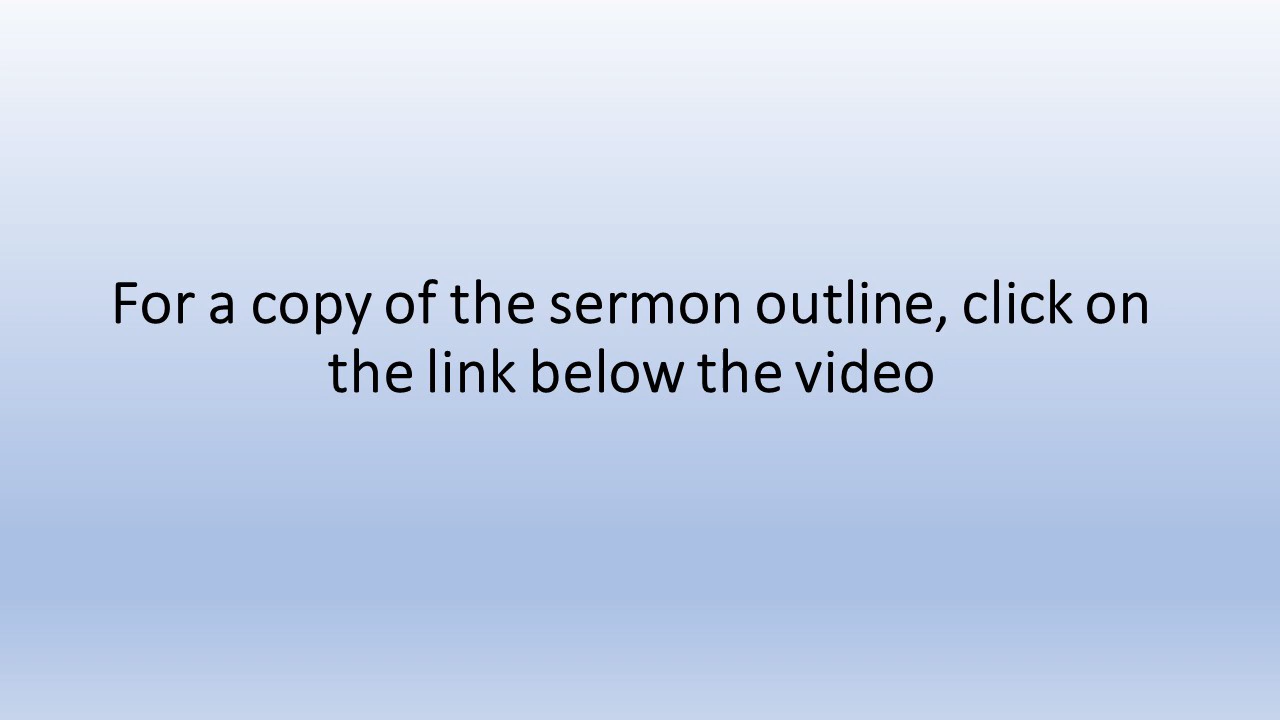 For a copy of the sermon outline, click on
the link below the video